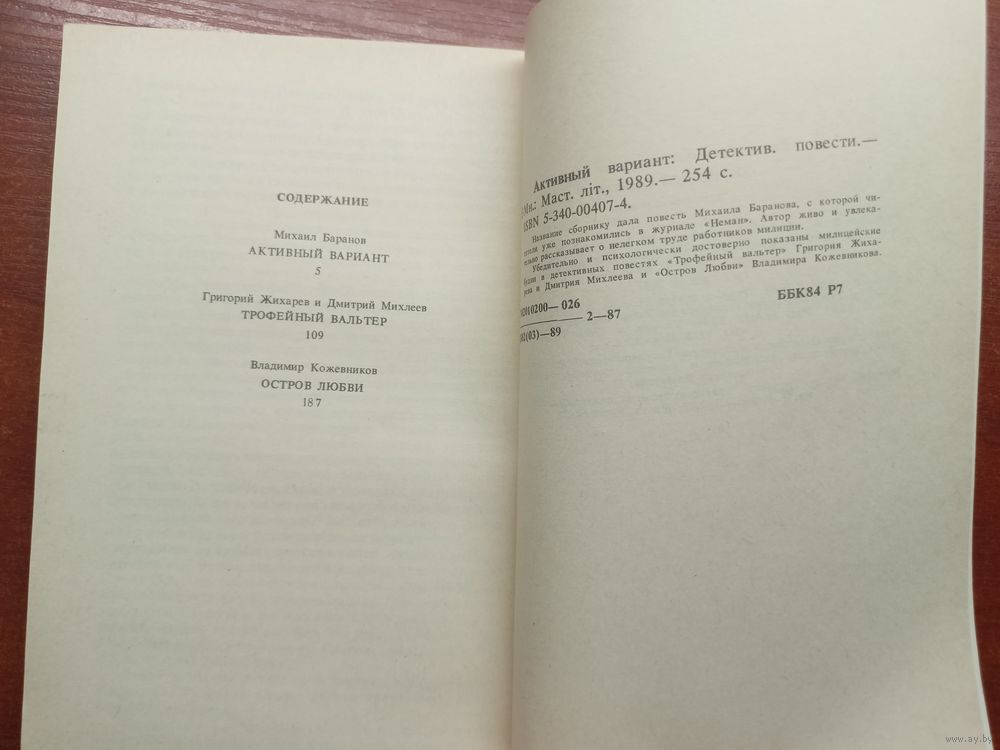 СОДЕРЖАНИЕ
Михаил Баранов
АКТИВНЫЙ ВАРИАНТ
5
Григорий Жихарев и Дмитрий Михлеев
ТРОФЕЙНЫЙ ВАЛЬТЕР
109
Владимир Кожевников
ОСТРОВ ЛЮБВИ
187
Активный вариант: Детектив. повести.—
Мн.: Маст. літ., 1989.— 254 с.
ISBN 5-340-00407-4.
Название сборнику дала повесть Михаила Баранова, с которой чи-
татели уже познакомились в журнале «Неман». Автор живо и увлека-
тельно рассказывает о нелегком труде работников милиции.
Убедительно и психологически достоверно показаны милицейские
будни в детективных повестях «Трофейный вальтер» Григория Жиха-
рева и Дмитрия Михлеева и «Остров Любви» Владимира Кожевникова.
10200— 026
2—87
(03)—89
ББК84 Р7
www.ay.by